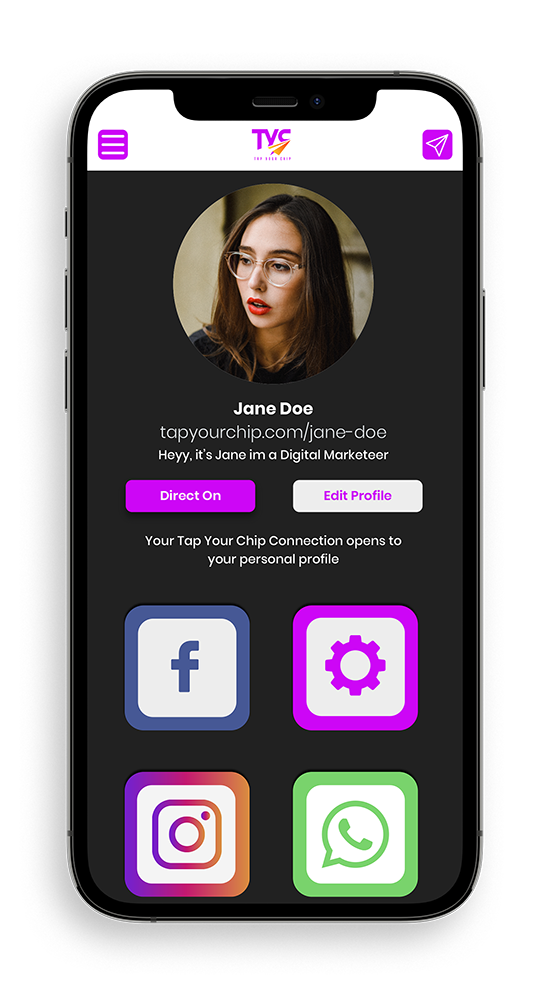 TYC
TAP YOUR CHIP
Jane Doe
tapyourchip.com/jane-doe
Heyy, it's Jane im a Digital Marketeer
Direct On
Edit Profile
Your Tap Your Chip Connection opens to
your personal profile